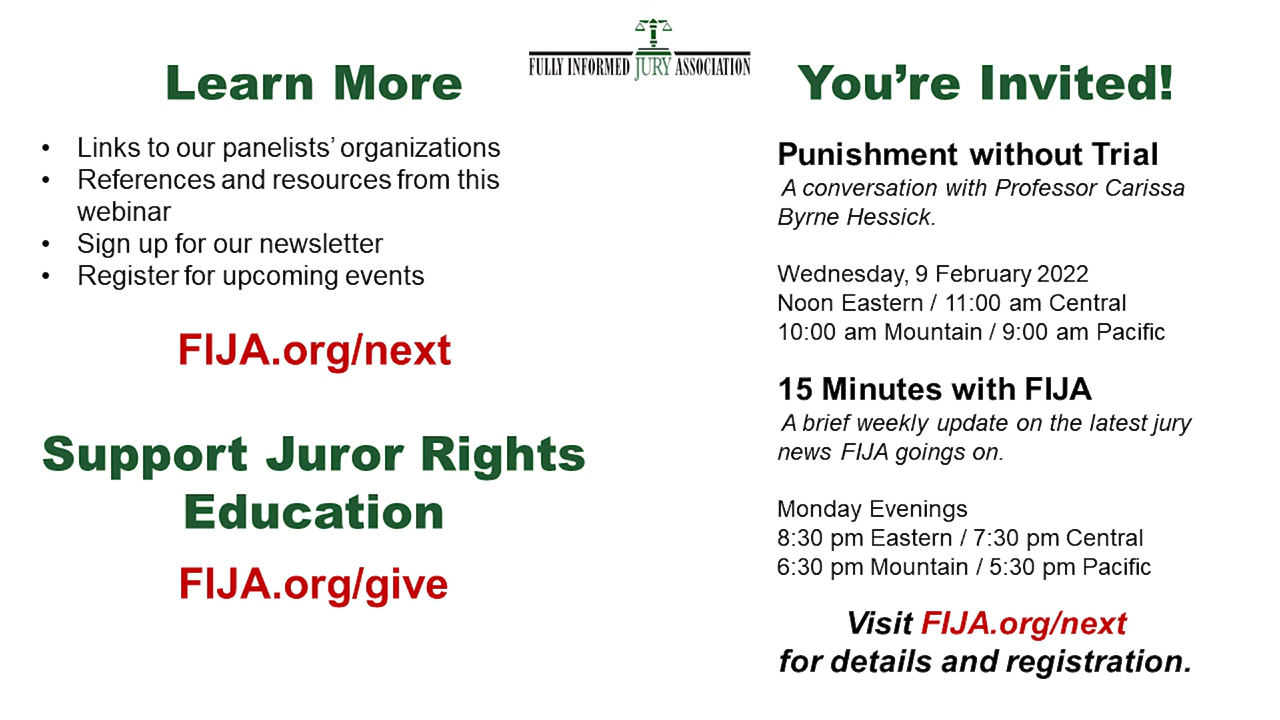 FULLY INFORMED JURY ASSOCIATION
Learn More
• Links to our panelists’ organizations
• References and resources from this
webinar
• Sign up for our newsletter
• Register for upcoming events
FIJA.org/next
Support Juror Rights
Education
FIJA.org/give
You’re Invited!
Punishment without Trial
A conversation with Professor Carissa
Byrne Hessick.
Wednesday, 9 February 2022
Noon Eastern / 11:00 am Central
10:00 am Mountain / 9:00 am Pacific
15 Minutes with FIJA
A brief weekly update on the latest jury
news FIJA goings on.
Monday Evenings
8:30 pm Eastern / 7:30 pm Central
6:30 pm Mountain / 5:30 pm Pacific
Visit FIJA.org/next
for details and registration.